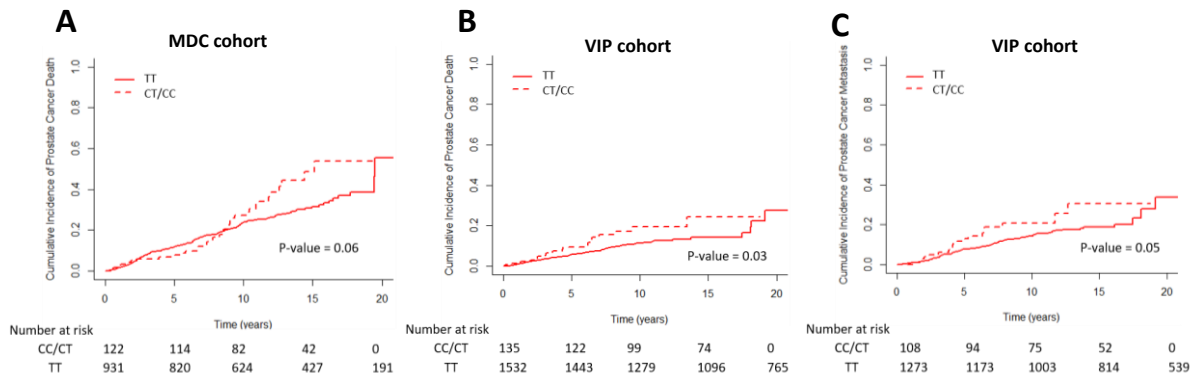 A
MDC cohort
Cumulative Incidence of Prostate Cancer Death
1.0
0.8
0.6
0.4
0.2
0.0
TT
CT/CC
P-value = 0.06
0 5 10 15 20
Time (years)
Number at risk
CC/CT 122 114 82 42 0
TT 931 820 624 427 191
B
VIP cohort
Cumulative Incidence of Prostate Cancer Death
1.0
0.8
0.6
0.4
0.2
0.0
TT
CT/CC
P-value = 0.03
0 5 10 15 20
Time (years)
Number at risk
CC/CT 135 122 99 74 0
TT 1532 1443 1279 1096 765
C
VIP cohort
Cumulative Incidence of Prostate Cancer Metastasis
1.0
0.8
0.6
0.4
0.2
0.0
TT
CT/CC
P-value = 0.05
0 5 10 15 20
Time (years)
Number at risk
CC/CT 108 94 75 52 0
TT 1273 1173 1003 814 539